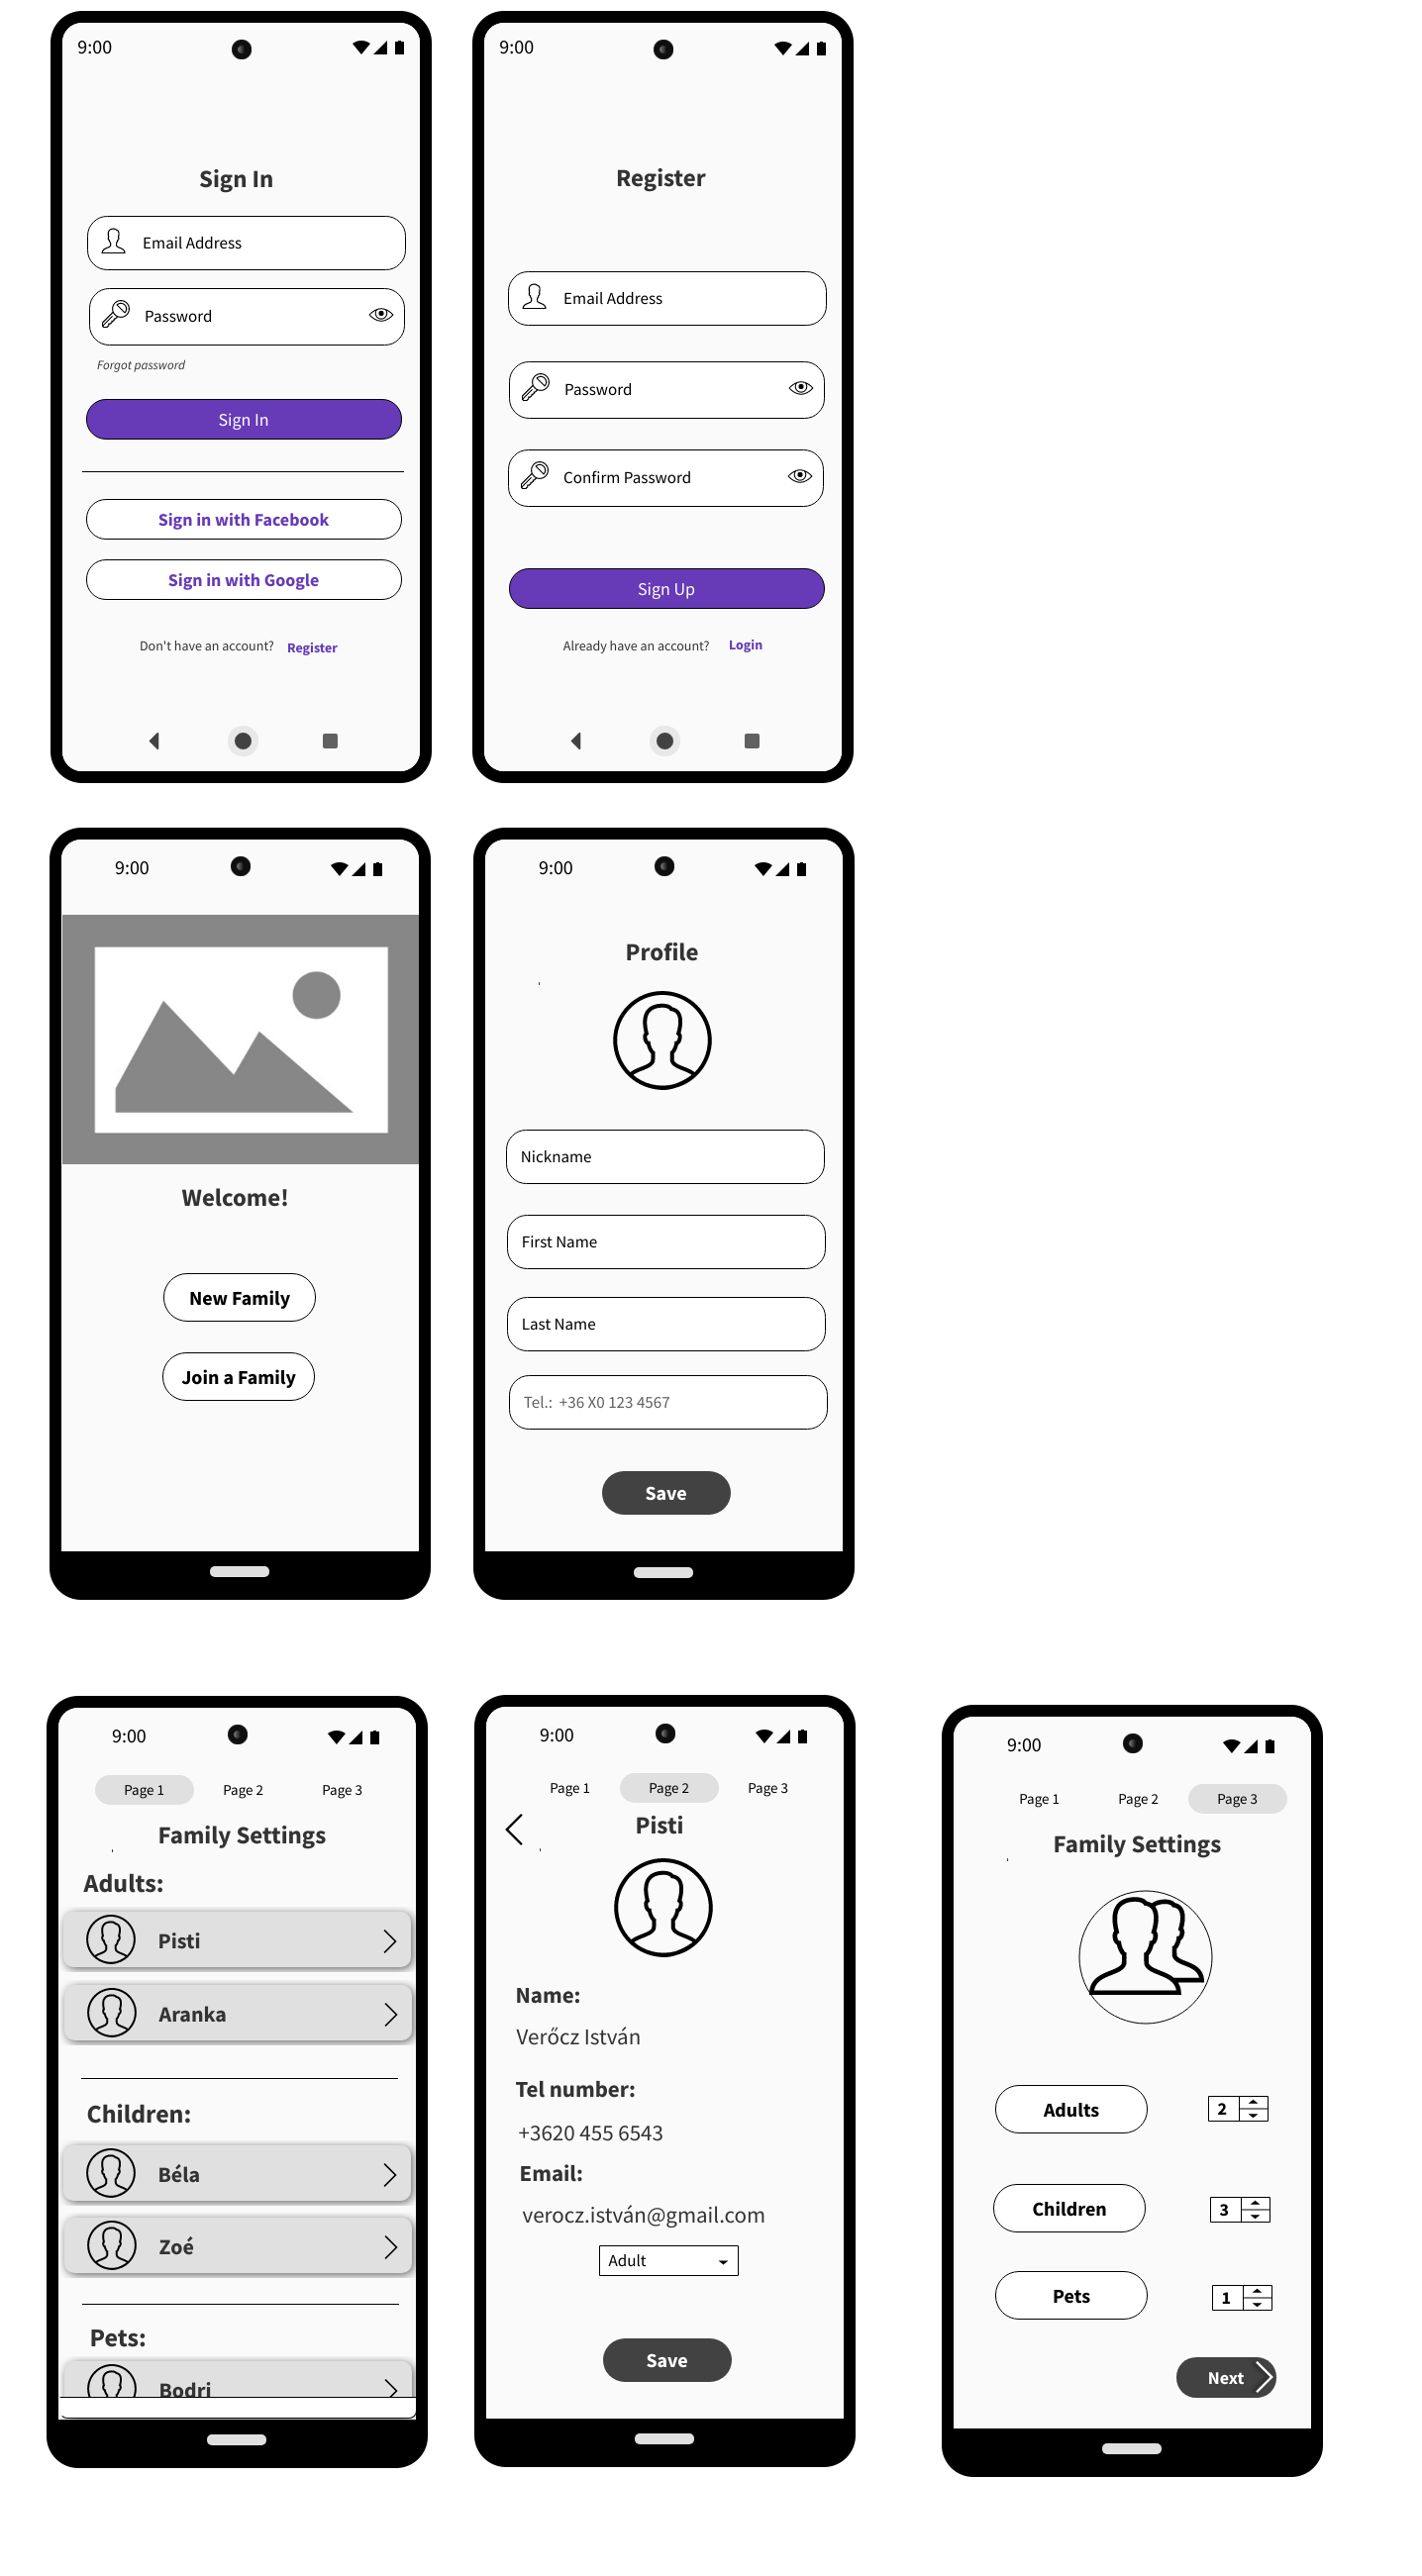 9:00
Sign In
Email Address
Password
Forgot password
Sign In
Sign in with Facebook
Sign in with Google
Don't have an account? Register
9:00
Register
Email Address
Password
Confirm Password
Sign Up
Already have an account? Login
9:00
Welcome!
New Family
Join a Family
9:00
Profile
Nickname
First Name
Last Name
Tel.: +36 X0 123 4567
Save
9:00
Page 1 Page 2 Page 3
Family Settings
Adults:
Pisti
Aranka
Children:
Béla
Zoé
Pets:
Bodri
9:00
Page 1 Page 2 Page 3
Pisti
Name:
Verőcz István
Tel number:
+3620 455 6543
Email:
verocz.istván@gmail.com
Adult
Save
9:00
Page 1 Page 2 Page 3
Family Settings
Adults 2
Children 3
Pets 1
Next